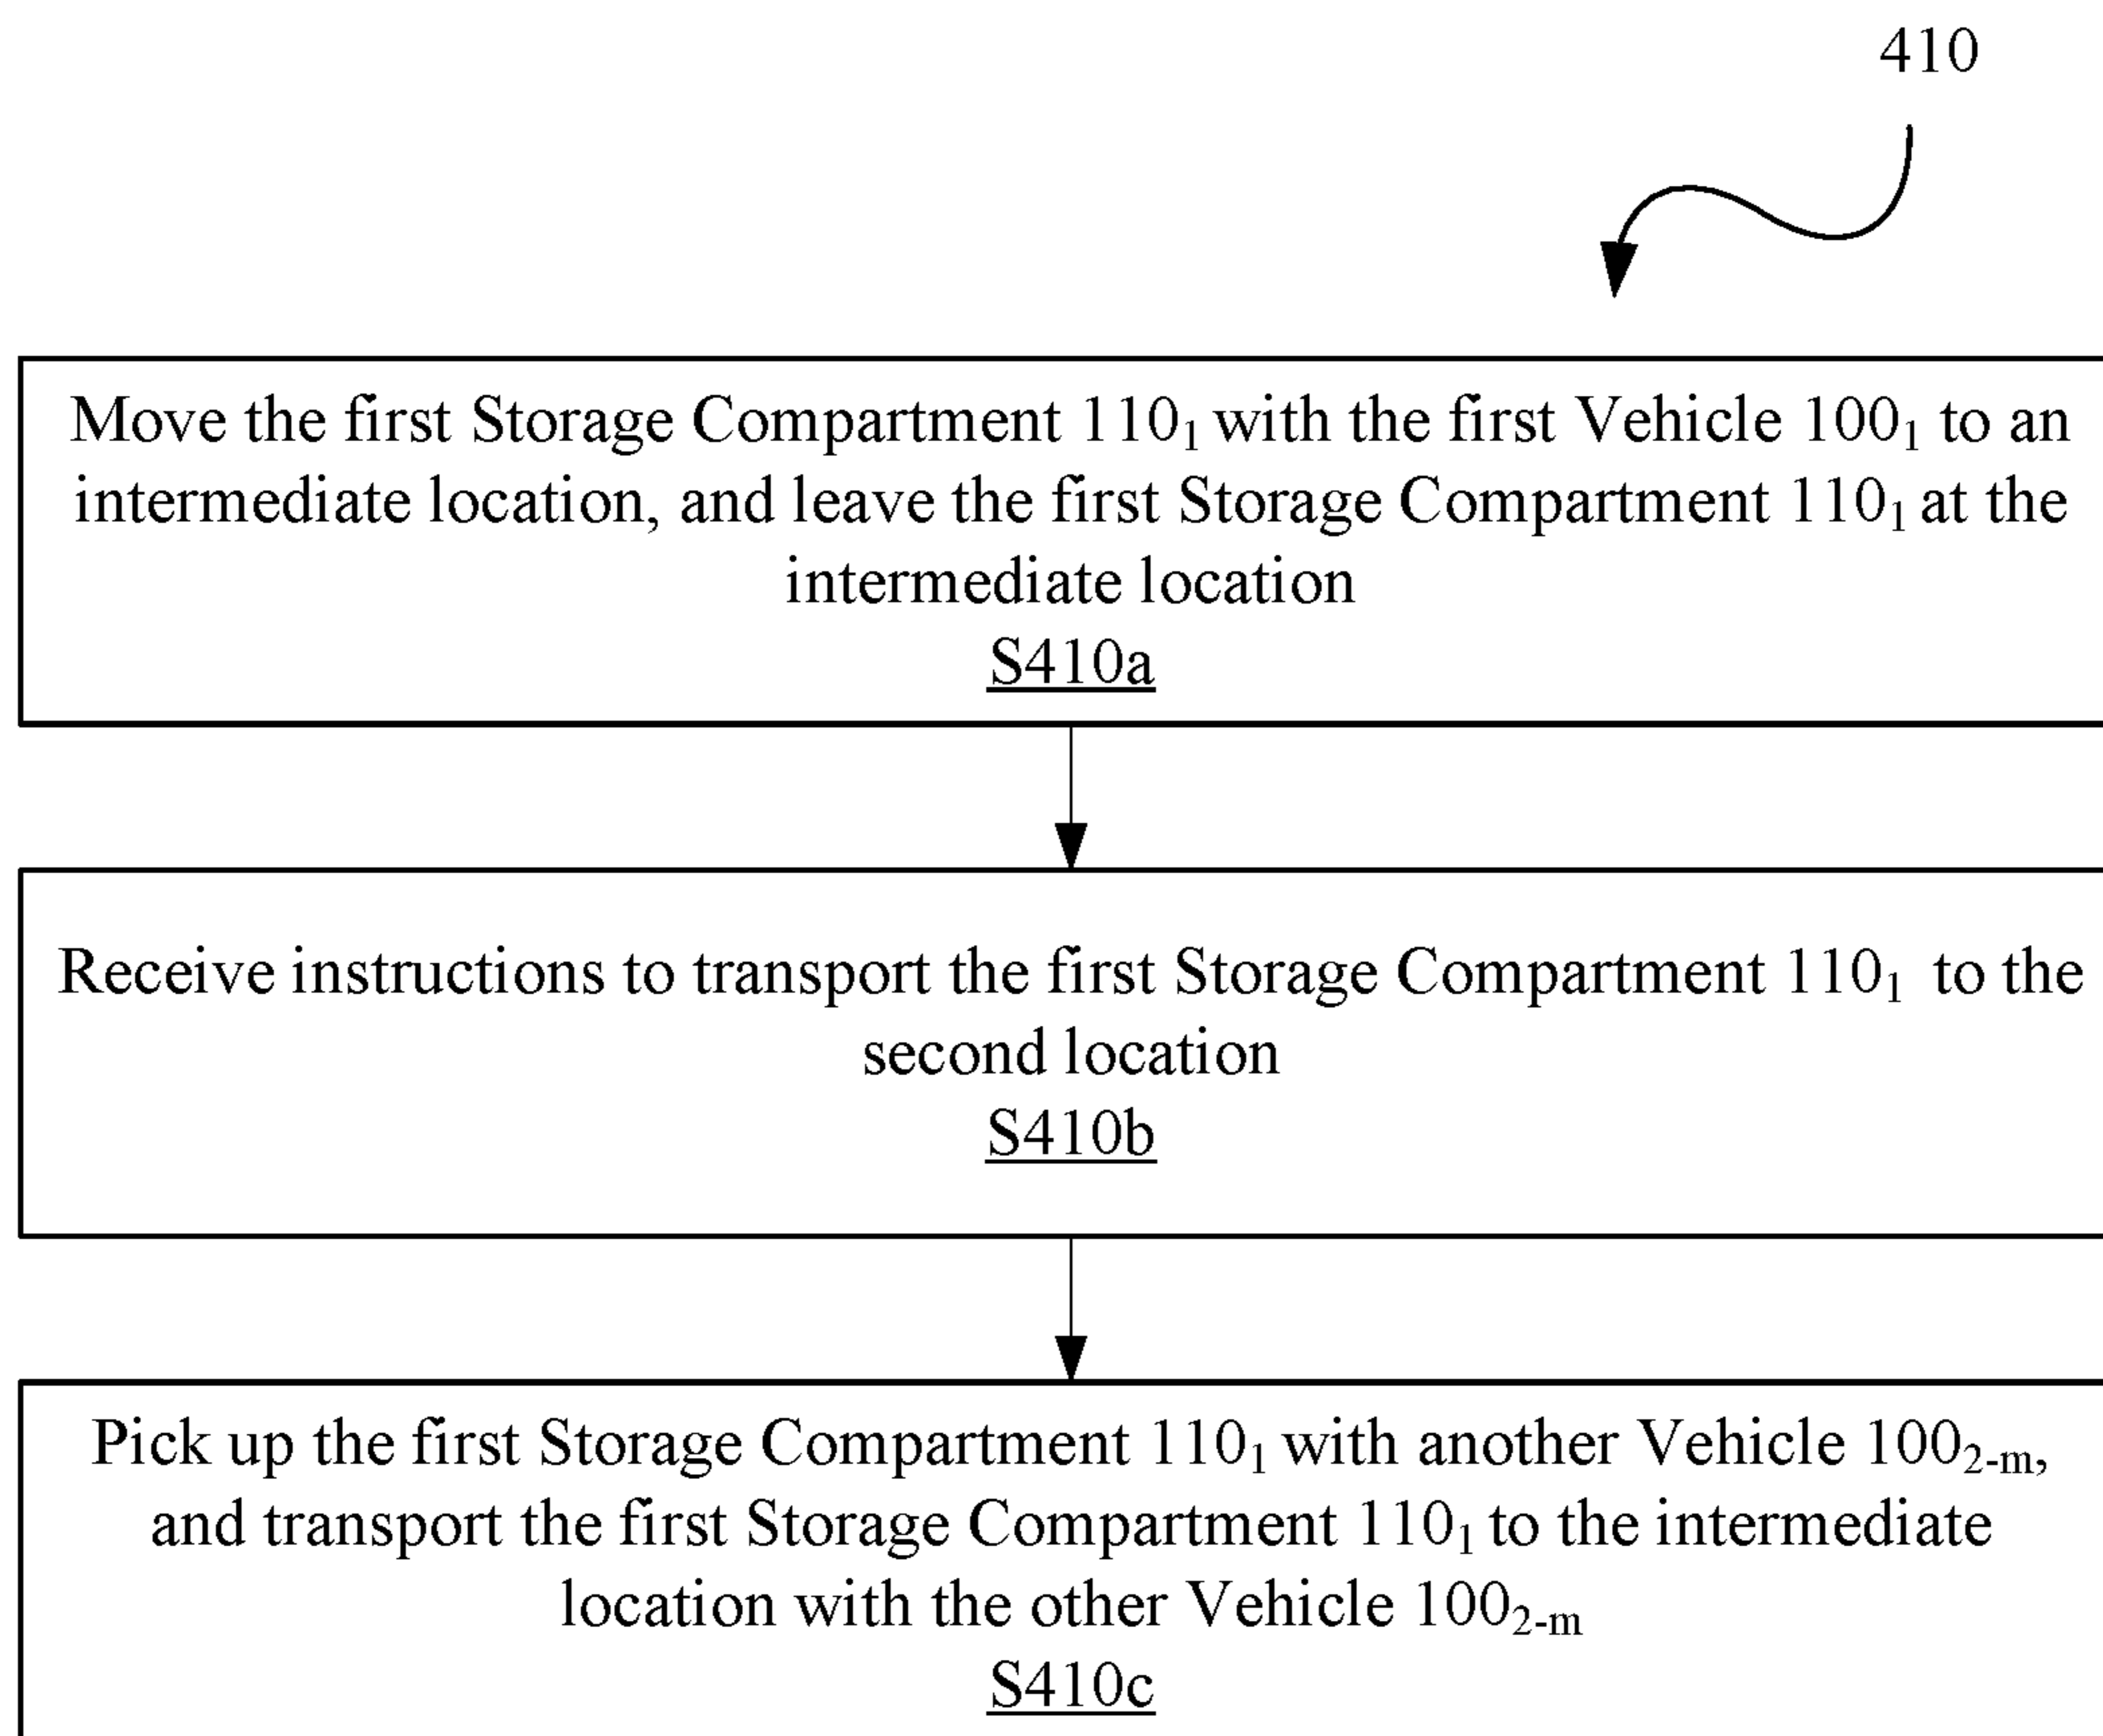 410
Move the first Storage Compartment 110₁ with the first Vehicle 100₁ to an
intermediate location, and leave the first Storage Compartment 110₁ at the
intermediate location
S410a
Receive instructions to transport the first Storage Compartment 110₁ to the
second location
S410b
Pick up the first Storage Compartment 110₁ with another Vehicle 100₂₋ₘ,
and transport the first Storage Compartment 110₁ to the intermediate
location with the other Vehicle 100₂₋ₘ
S410c